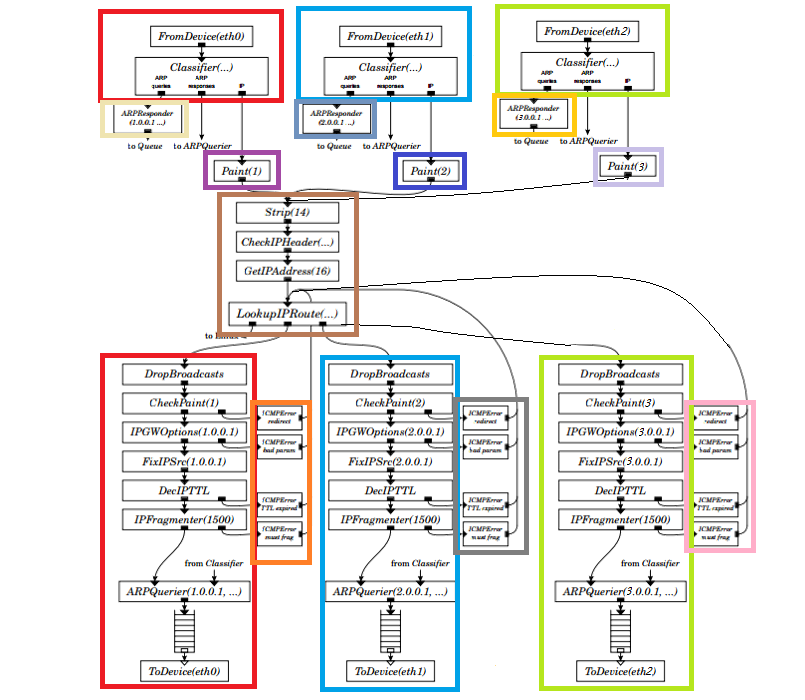 FromDevice(eth0)
Classifier(...)
ARP queries
ARP responses
IP
ARPResponder
(1.0.0.1 ...)
to Queue
to ARPQuerier
Paint(1)
FromDevice(eth1)
Classifier(...)
ARP queries
ARP responses
IP
ARPResponder
(2.0.0.1 ..)
to Queue
to ARPQuerier
Paint(2)
FromDevice(eth2)
Classifier(...)
ARP queries
ARP responses
IP
ARPResponder
(3.0.0.1 ..)
to Queue
to ARPQuerier
Paint(3)
Strip(14)
CheckIPHeader(...)
GetIPAddress(16)
LookupIPRoute(...)
to
DropBroadcasts
CheckPaint(1)
IPGWOptions(1.0.0.1)
FixIPSrc(1.0.0.1)
DecIPTTL
IPFragmenter(1500)
ICMPError
redirect
ICMPError
bad param
ICMPError
TTL expired
ICMPError
must frag
from Classifier
ARPQuerier(1.0.0.1, ...)
ToDevice(eth0)
DropBroadcasts
CheckPaint(2)
IPGWOptions(2.0.0.1)
FixIPSrc(2.0.0.1)
DecIPTTL
IPFragmenter(1500)
ICMPError
redirect
ICMPError
bad param
ICMPError
TTL expired
ICMPError
must frag
from Classifier
ARPQuerier(2.0.0.1, ...)
ToDevice(eth1)
DropBroadcasts
CheckPaint(3)
IPGWOptions(3.0.0.1)
FixIPSrc(3.0.0.1)
DecIPTTL
IPFragmenter(1500)
ICMPError
redirect
ICMPError
bad param
ICMPError
TTL expired
ICMPError
must frag
from Classifier
ARPQuerier(3.0.0.1, ...)
ToDevice(eth2)